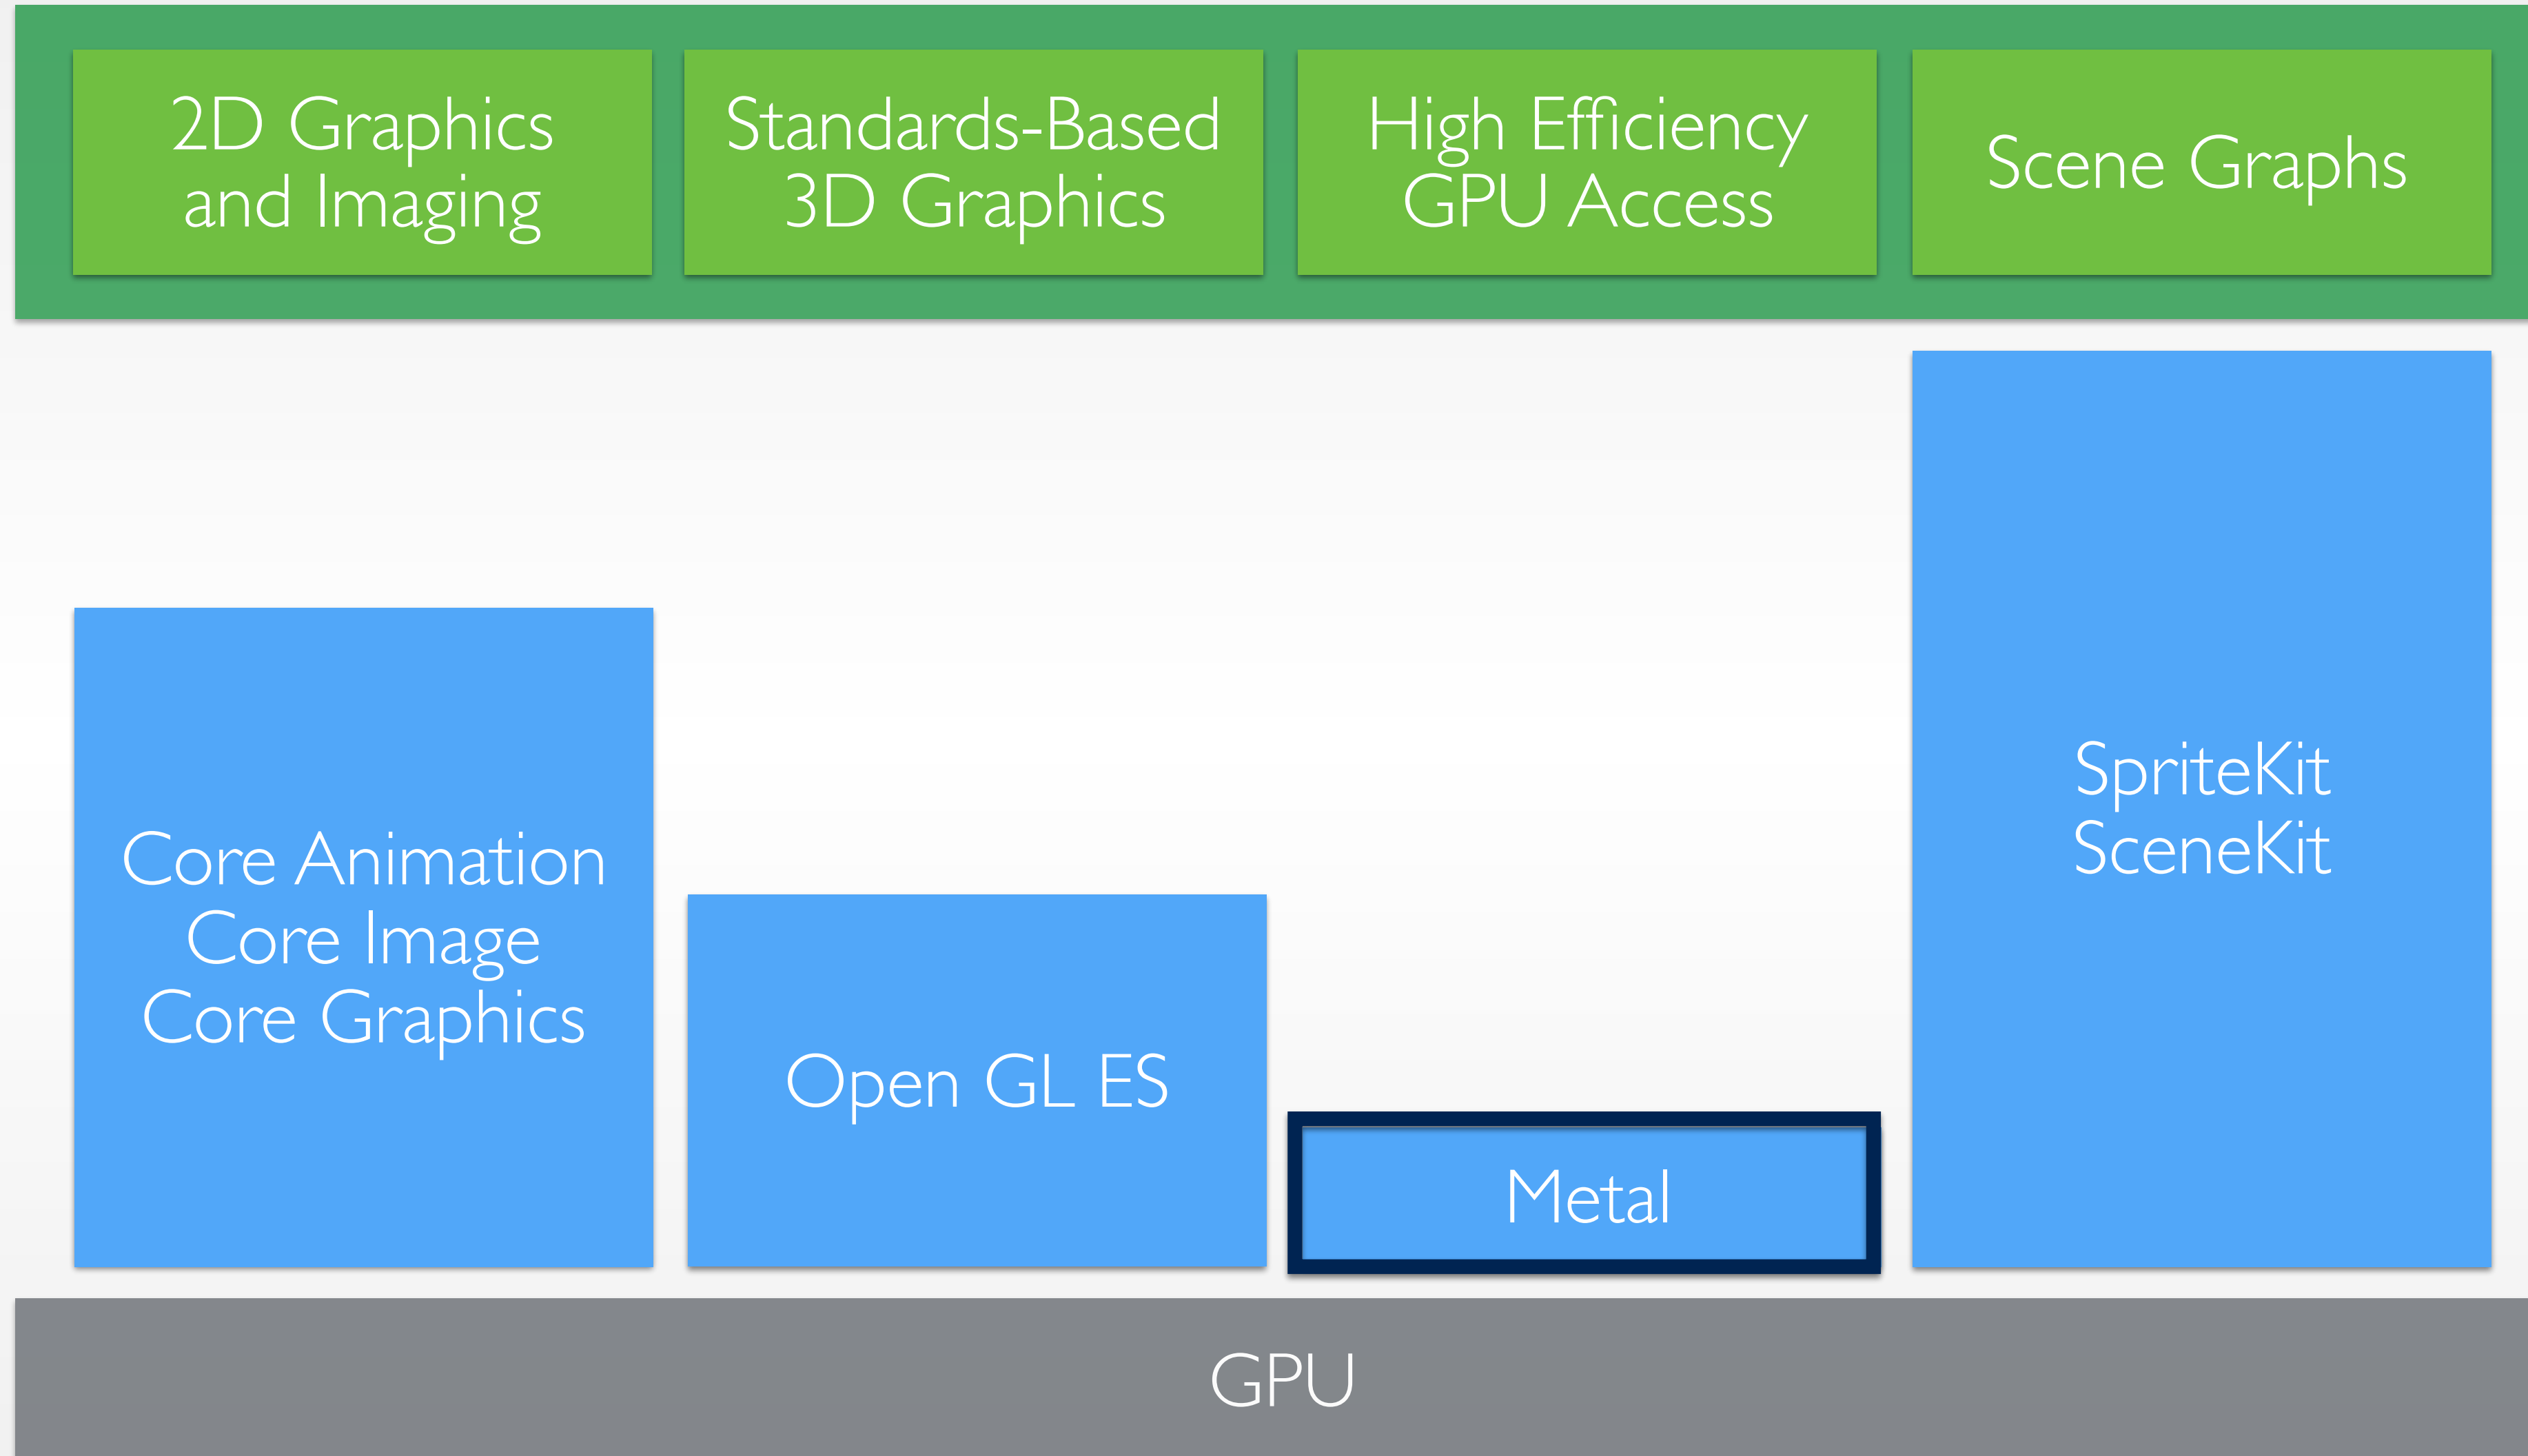 2D Graphics
and Imaging
Standards-Based
3D Graphics
High Efficiency
GPU Access
Scene Graphs
Core Animation
Core Image
Core Graphics
Open GL ES
Metal
SpriteKit
SceneKit
GPU